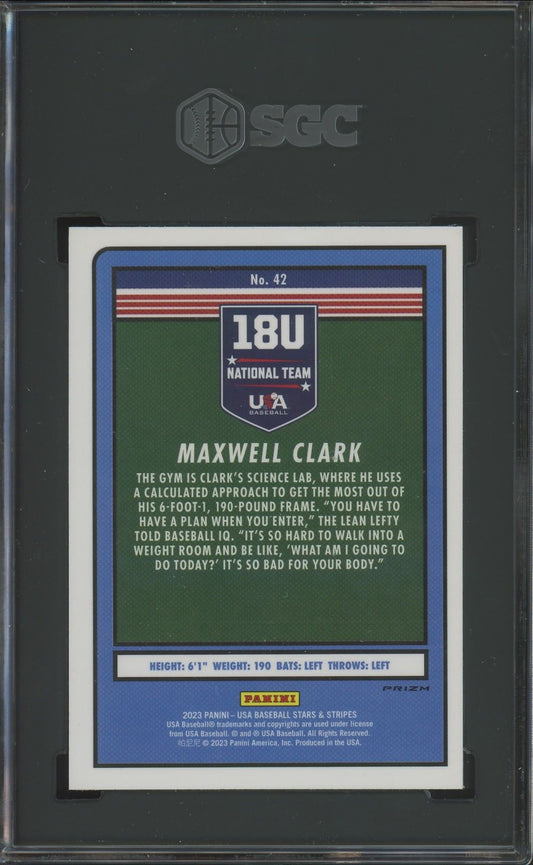 SGC
No. 42
18U
NATIONAL TEAM
USA
BASEBALL
MAXWELL CLARK
THE GYM IS CLARK'S SCIENCE LAB, WHERE HE USES
A CALCULATED APPROACH TO GET THE MOST OUT OF
HIS 6-FOOT-1, 190-POUND FRAME. "YOU HAVE TO
HAVE A PLAN WHEN YOU ENTER," THE LEAN LEFTY
TOLD BASEBALL IQ. "IT'S SO HARD TO WALK INTO A
WEIGHT ROOM AND BE LIKE, 'WHAT AM I GOING TO
DO TODAY?' IT'S SO BAD FOR YOUR BODY."
HEIGHT: 6'1" WEIGHT: 190 BATS: LEFT THROWS: LEFT
PRIZM
PANINI
2023 PANINI – USA BASEBALL STARS & STRIPES
USA Baseball® trademarks and copyrights are used under license
from USA Baseball. © and ® USA Baseball. All Rights Reserved.
帕尼尼 © 2023 Panini America, Inc. Produced in the USA.